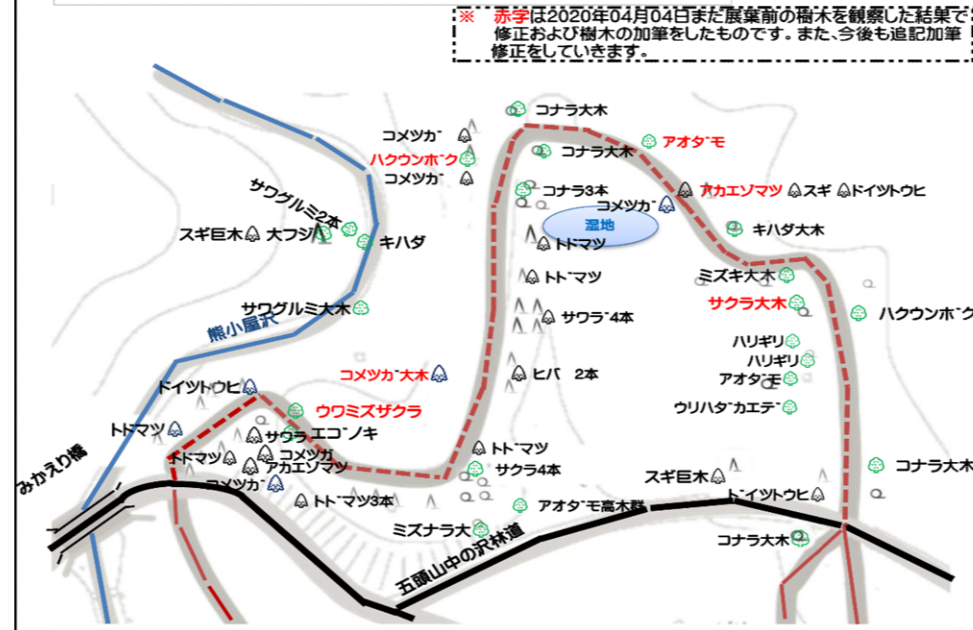 ※ 赤字は2020年04月04日また展葉前の樹木を観察した結果で
修正および樹木の加筆をしたものです。また、今後も追記加筆
修正をしていきます。
コナラ大木
コメツガ
ハクウンボク
コナラ大木
アオダモ
コメツガ
サワグルミ2本
コナラ3本
コメツガ
アカエゾマツ
スギ
ドイツトウヒ
スギ巨木
大フジ
キハダ
湿地
キハダ大木
トドマツ
トドマツ
ミズキ大木
サワグルミ大木
サクラ大木
熊小屋沢
サワラ4本
ハクウンボク
ハリギリ
ハリギリ
コメツガ大木
ヒバ 2本
アオダモ
ドイツトウヒ
ウワミズザクラ
ウリハダカエデ
トドマツ
サワラ
エゴノキ
トドマツ
コメツガ
アカエゾマツ
トドマツ
サクラ4本
コナラ大木
みかえり橋
コメツガ
トドマツ3本
スギ巨木
ドイツトウヒ
アオダモ高木群
ミズナラ大
五頭山中の沢林道
コナラ大木